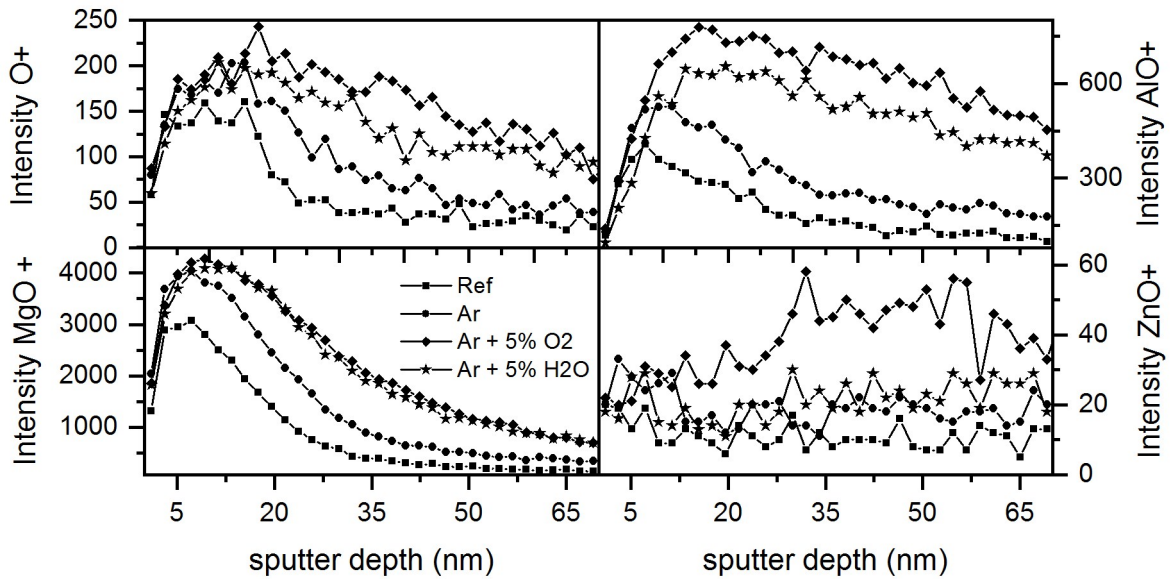 Intensity O+
250
200
150
100
50
0
600
300
Intensity AlO+
Intensity MgO +
4000
3000
2000
1000
Ref
Ar
Ar + 5% O2
Ar + 5% H2O
60
40
20
0
Intensity ZnO+
5 20 35 50 65
5 20 35 50 65
sputter depth (nm)
sputter depth (nm)